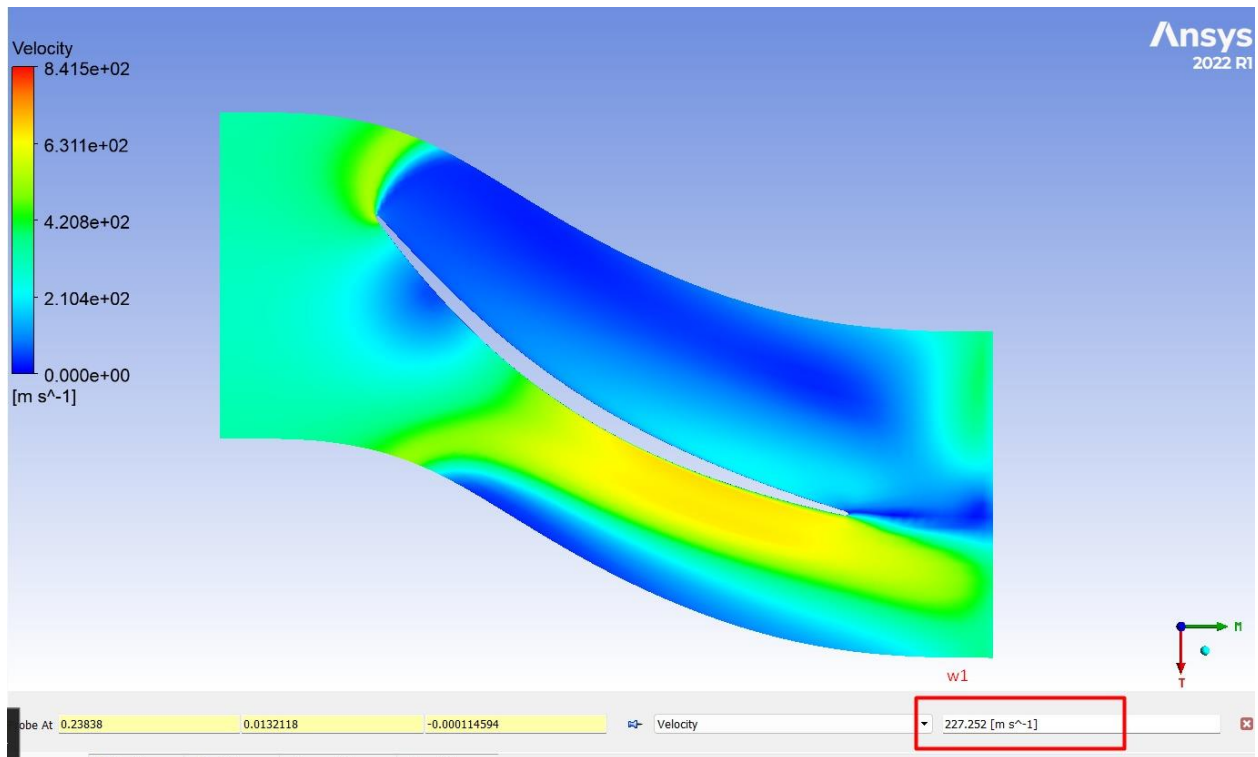 Ansys
2022 R1
Velocity
8.415e+02
6.311e+02
4.208e+02
2.104e+02
0.000e+00
[m s^-1]
M
T
w1
obe At 0.23838 0.0132118 -0.000114594 Velocity 227.252 [m s^-1]